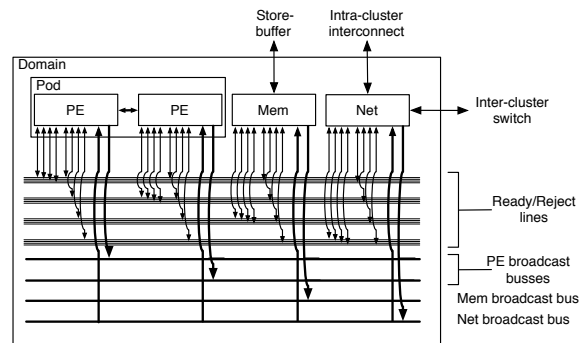 Store-
buffer
Intra-cluster
interconnect
Domain
Pod
PE
PE
Mem
Net
Inter-cluster
switch
Ready/Reject
lines
PE broadcast
busses
Mem broadcast bus
Net broadcast bus